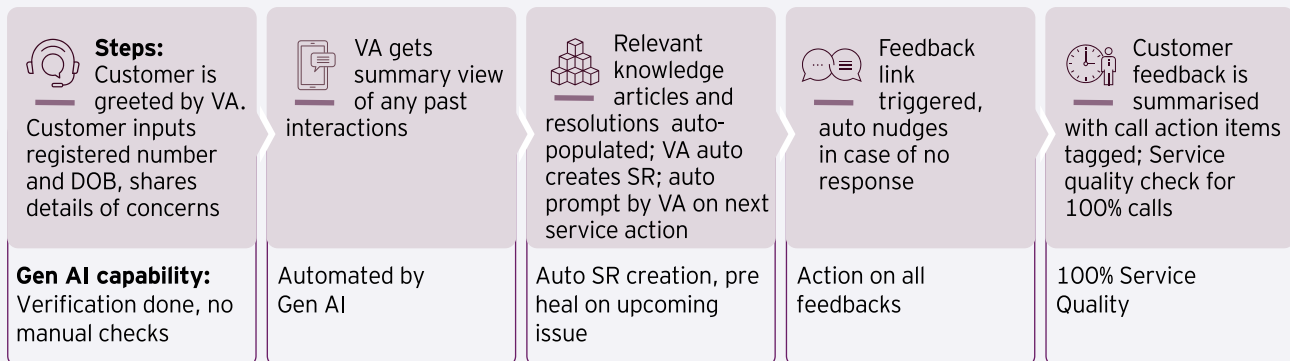 Steps:
Customer is
greeted by VA.
Customer inputs
registered number
and DOB, shares
details of concerns
Gen AI capability:
Verification done, no
manual checks
VA gets
summary view
of any past
interactions
Automated by
Gen AI
Relevant
knowledge
articles and
resolutions auto-
populated; VA auto
creates SR; auto
prompt by VA on next
service action
Auto SR creation, pre
heal on upcoming
issue
Feedback
link
triggered,
auto nudges
in case of no
response
Action on all
feedbacks
Customer
feedback is
summarised
with call action items
tagged; Service
quality check for
100% calls
100% Service
Quality